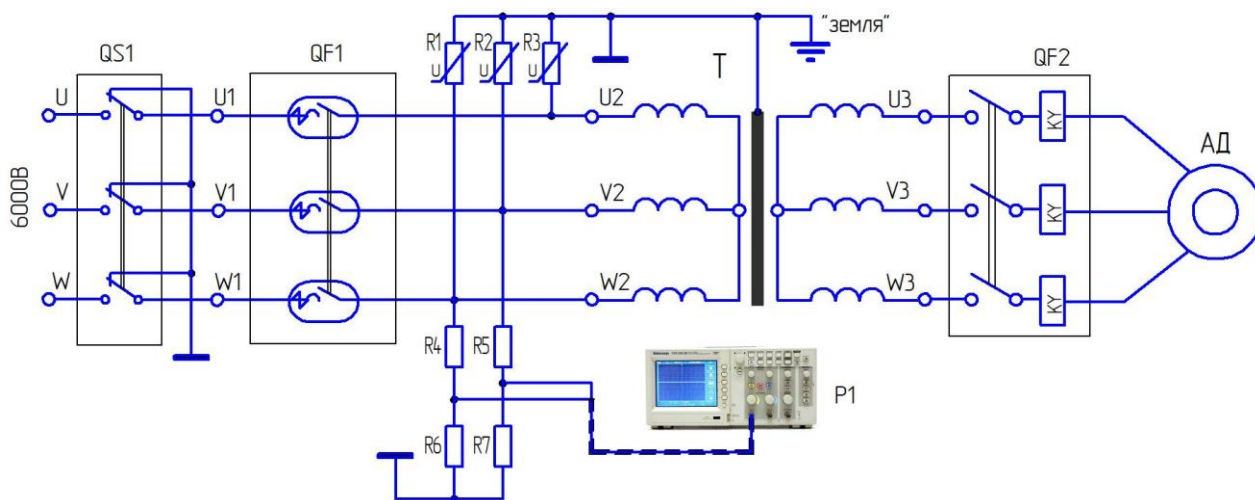 "земля"
R1
R2
R3
U
U
U
QS1
QF1
T
QF2
U
U1
U2
U3
KY
АД
6000В
V
V1
V2
V3
KY
W
W1
W2
W3
KY
R4
R5
Tektronix
P1
R6
R7